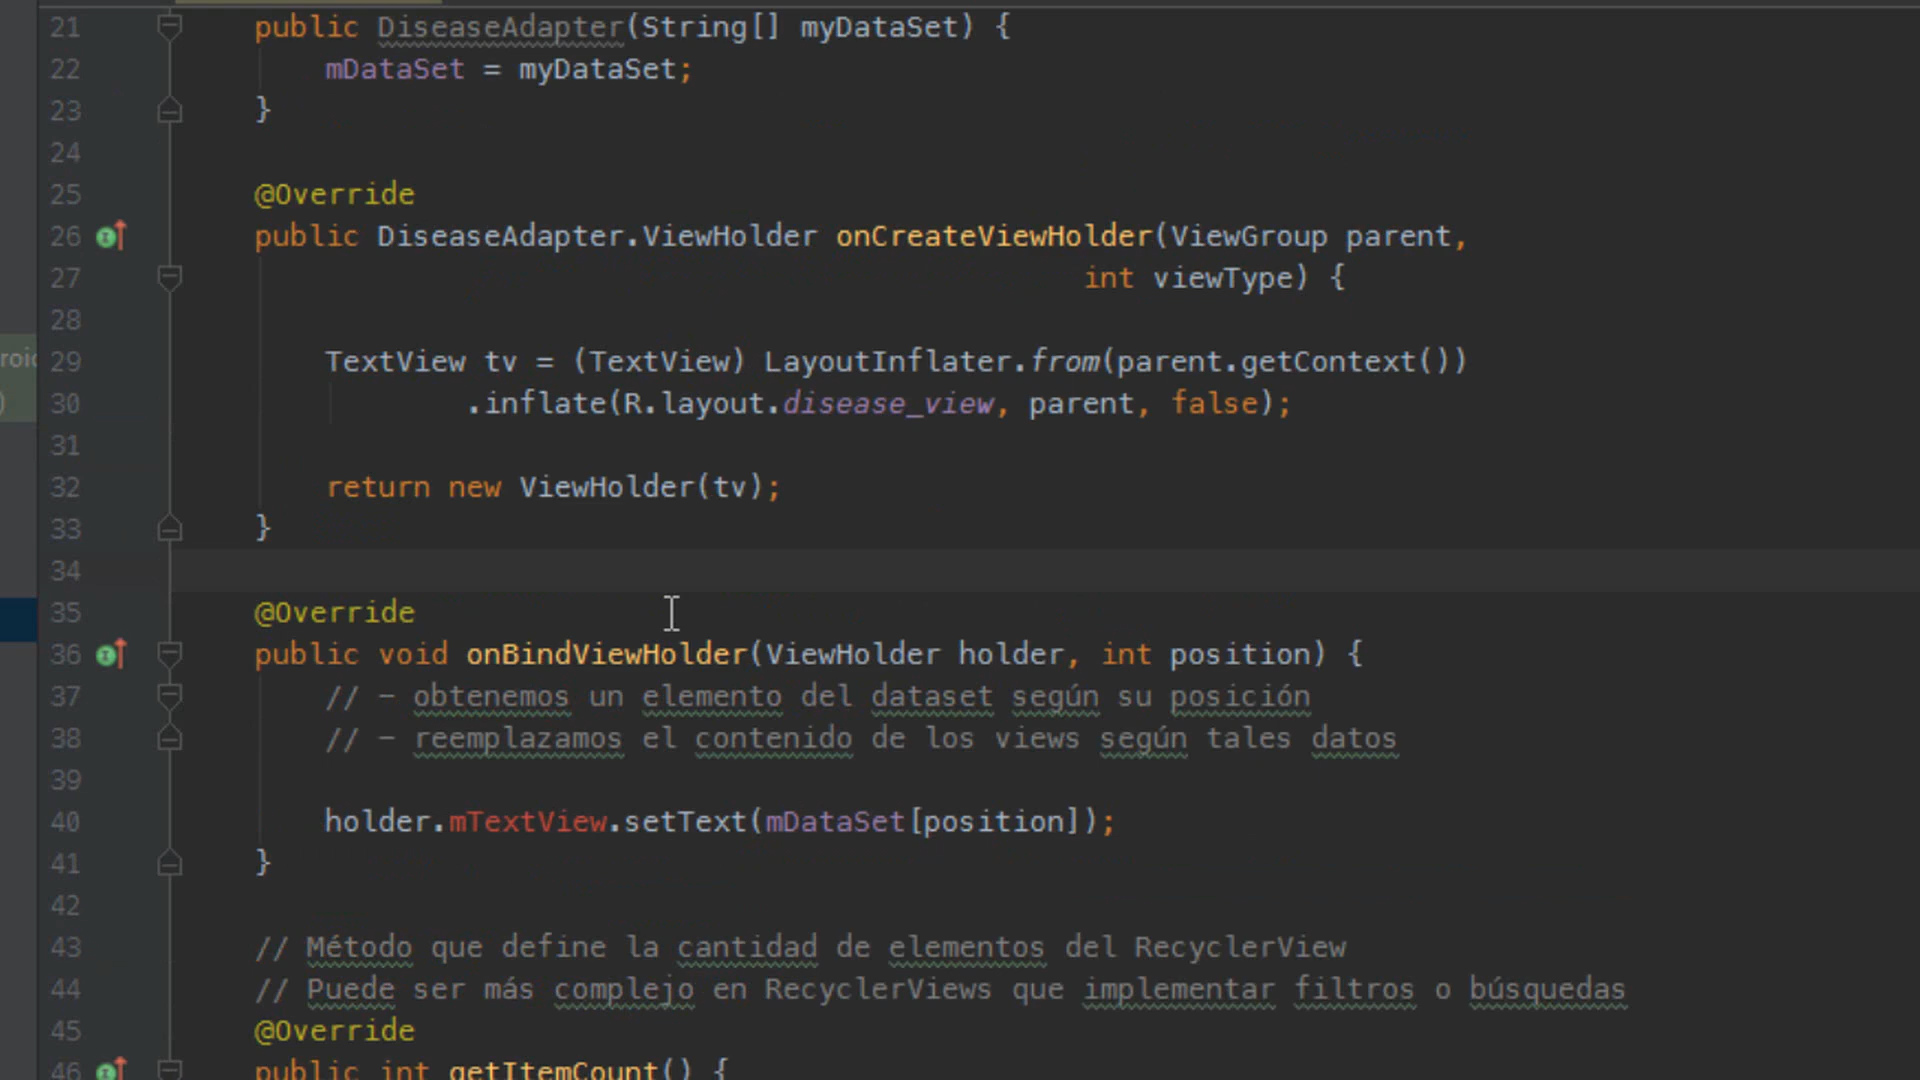 21 public DiseaseAdapter(String[] myDataSet) {
22 mDataSet = myDataSet;
23 }
24
25 @Override
26 public DiseaseAdapter.ViewHolder onCreateViewHolder(ViewGroup parent,
27 int viewType) {
28
roid
29 TextView tv = (TextView) LayoutInflater.from(parent.getContext())
) 30 .inflate(R.layout.disease_view, parent, false);
31
32 return new ViewHolder(tv);
33 }
34
35 @Override
36 public void onBindViewHolder(ViewHolder holder, int position) {
37 // - obtenemos un elemento del dataset según su posición
38 // - reemplazamos el contenido de los views según tales datos
39
40 holder.mTextView.setText(mDataSet[position]);
41 }
42
43 // Método que define la cantidad de elementos del RecyclerView
44 // Puede ser más complejo en RecyclerViews que implementar filtros o búsquedas
45 @Override
46 public int getItemCount() {